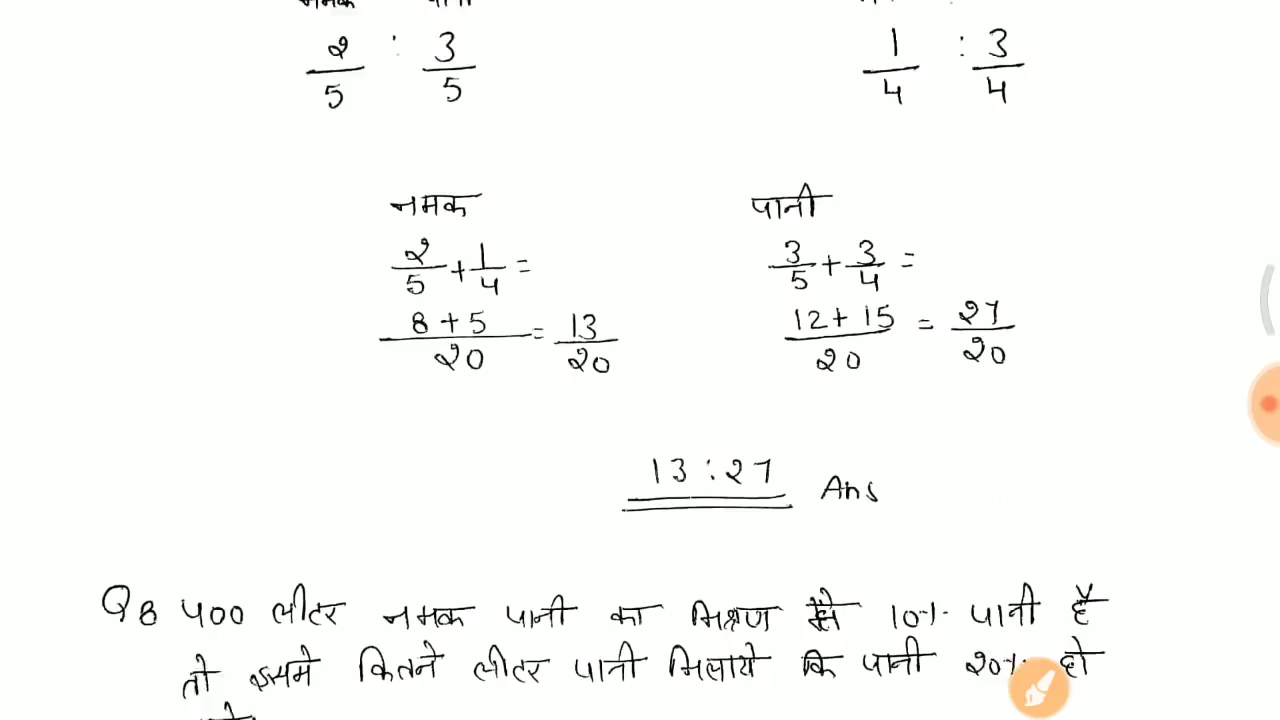 नमक पानी
2/5 : 3/5 1/4 : 3/4
नमक पानी
2/5 + 1/4 = 3/5 + 3/4 =
8 + 5/20 = 13/20 12 + 15/20 = 27/20
13 : 27 Ans
Q8 400 लीटर नमक पानी का मिश्रण में 10% पानी है
तो इसमे कितने लीटर पानी मिलाये कि पानी 20% हो